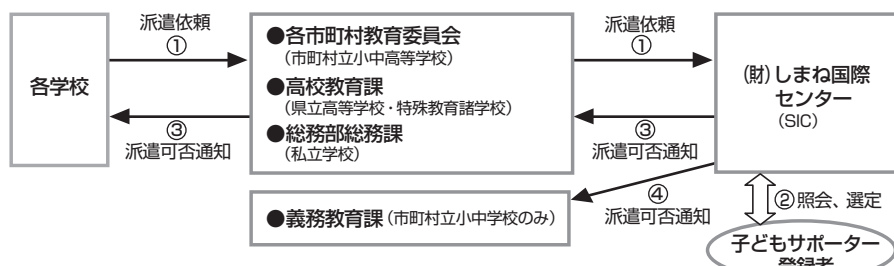 派遣依頼
①
派遣依頼
①
各学校
●各市町村教育委員会
(市町村立小中高等学校)
●高校教育課
(県立高等学校・特殊教育諸学校)
●総務部総務課
(私立学校)
(財)しまね国際
センター
(SIC)
③
派遣可否通知
③
派遣可否通知
④
派遣可否通知
②照会、選定
●義務教育課(市町村立小中学校のみ)
子どもサポーター
登録者